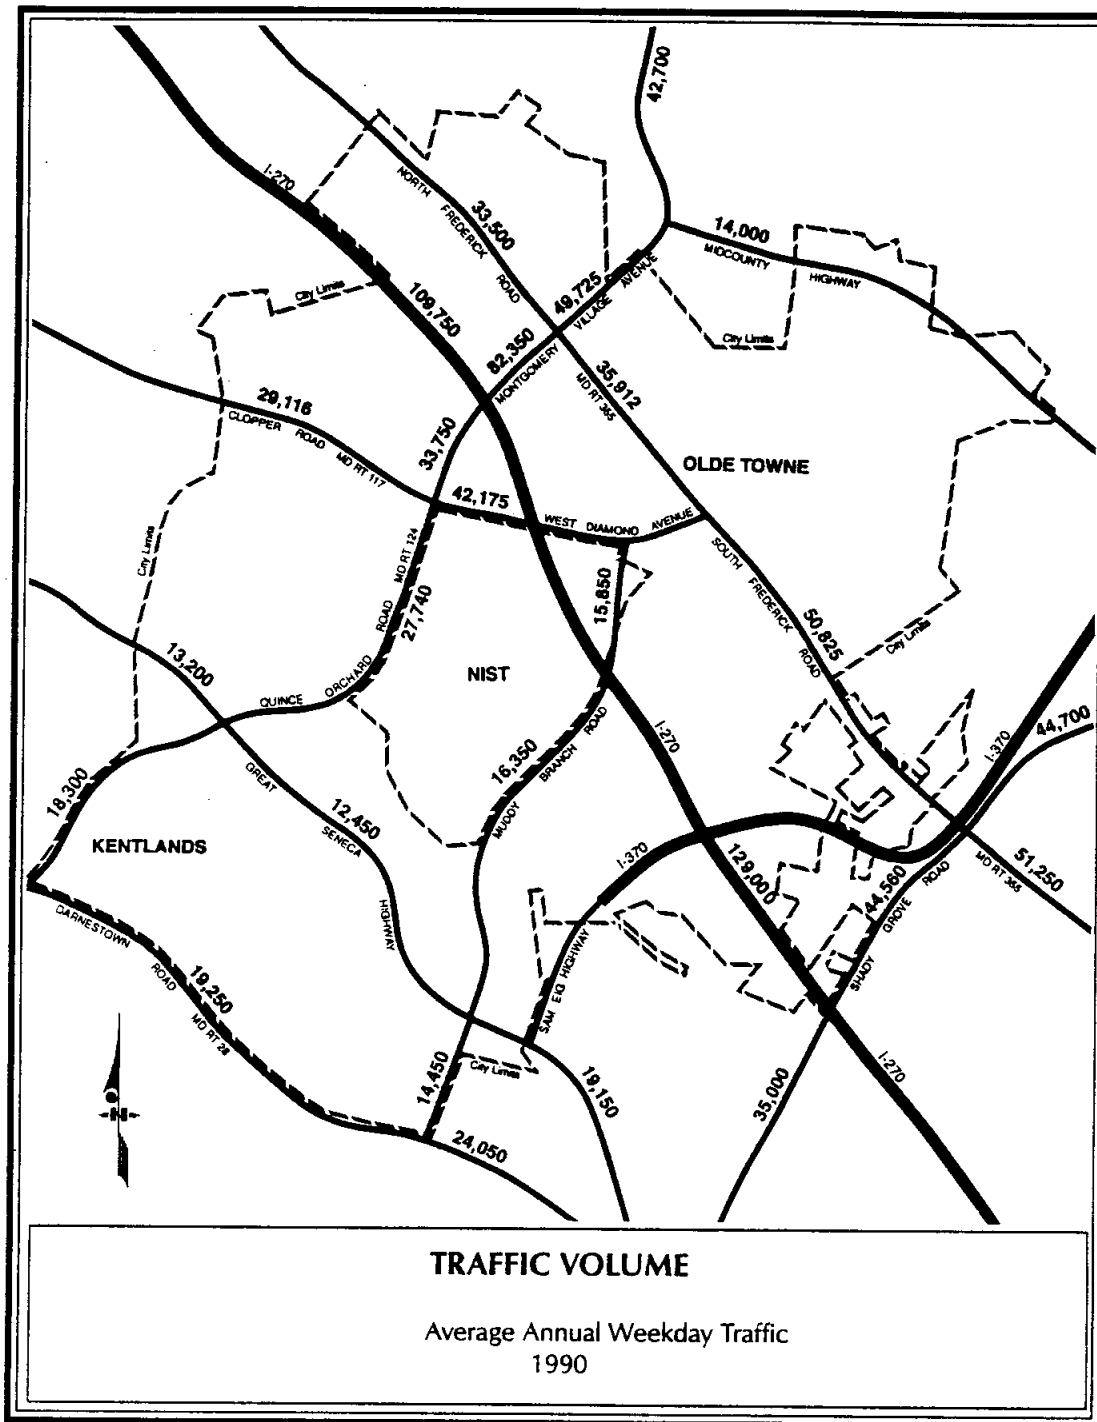 42,700
I-270
NORTH FREDERICK ROAD
33,500
14,000
MIDCOUNTY HIGHWAY
City Limits
109,750
49,725
MONTGOMERY VILLAGE AVENUE
82,350
City Limits
35,912
MD RT 355
29,116
CLOPPER ROAD MD RT 117
33,750
OLDE TOWNE
42,175
WEST DIAMOND AVENUE
City Limits
QUINCE ORCHARD ROAD MD RT 124
27,740
15,850
SOUTH FREDERICK ROAD
50,825
City Limits
13,200
NIST
I-270
44,700
I-370
16,350
MUDDY BRANCH ROAD
18,300
GREAT SENECA HIGHWAY
12,450
KENTLANDS
I-370
129,000
51,250
MD RT 355
44,560
SHADY GROVE ROAD
DARNESTOWN ROAD MD RT 28
19,250
SAM EIG HIGHWAY
14,450
City Limits
19,150
I-270
35,000
24,050
N
TRAFFIC VOLUME
Average Annual Weekday Traffic
1990